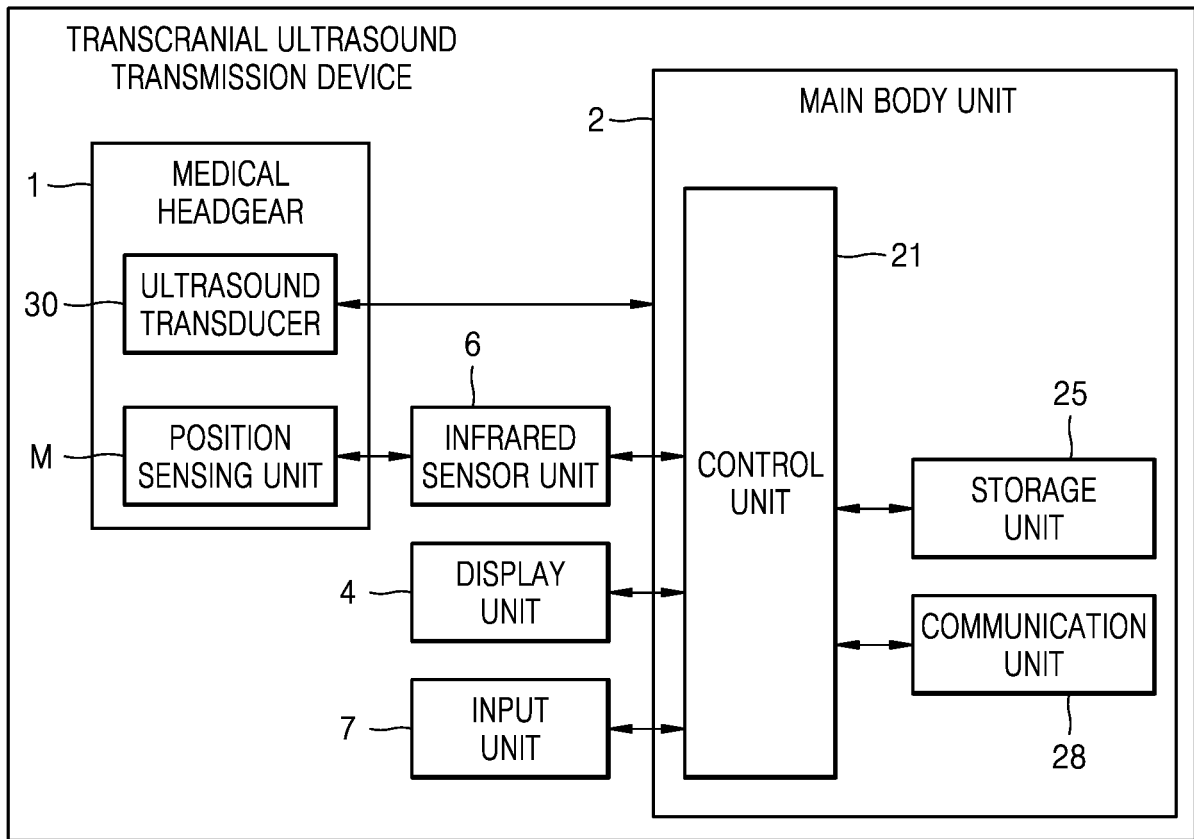 TRANSCRANIAL ULTRASOUND
TRANSMISSION DEVICE
2
MAIN BODY UNIT
1
MEDICAL
HEADGEAR
21
30
ULTRASOUND
TRANSDUCER
6
25
M
POSITION
SENSING UNIT
INFRARED
SENSOR UNIT
CONTROL
UNIT
STORAGE
UNIT
4
DISPLAY
UNIT
COMMUNICATION
UNIT
7
INPUT
UNIT
28